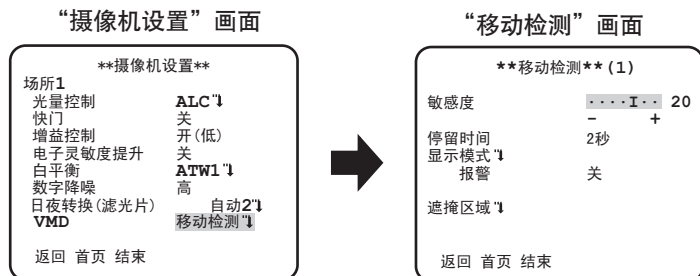 “摄像机设置”画面
**摄像机设置**
场所1
光量控制 ALC
快门 关
增益控制 开(低)
电子灵敏度提升 关
白平衡 ATW1
数字降噪 高
日夜转换(滤光片) 自动2
VMD 移动检测
返回 首页 结束
“移动检测”画面
**移动检测**(1)
敏感度 ····I·· 20
- +
停留时间 2秒
显示模式
报警 关
遮掩区域
返回 首页 结束